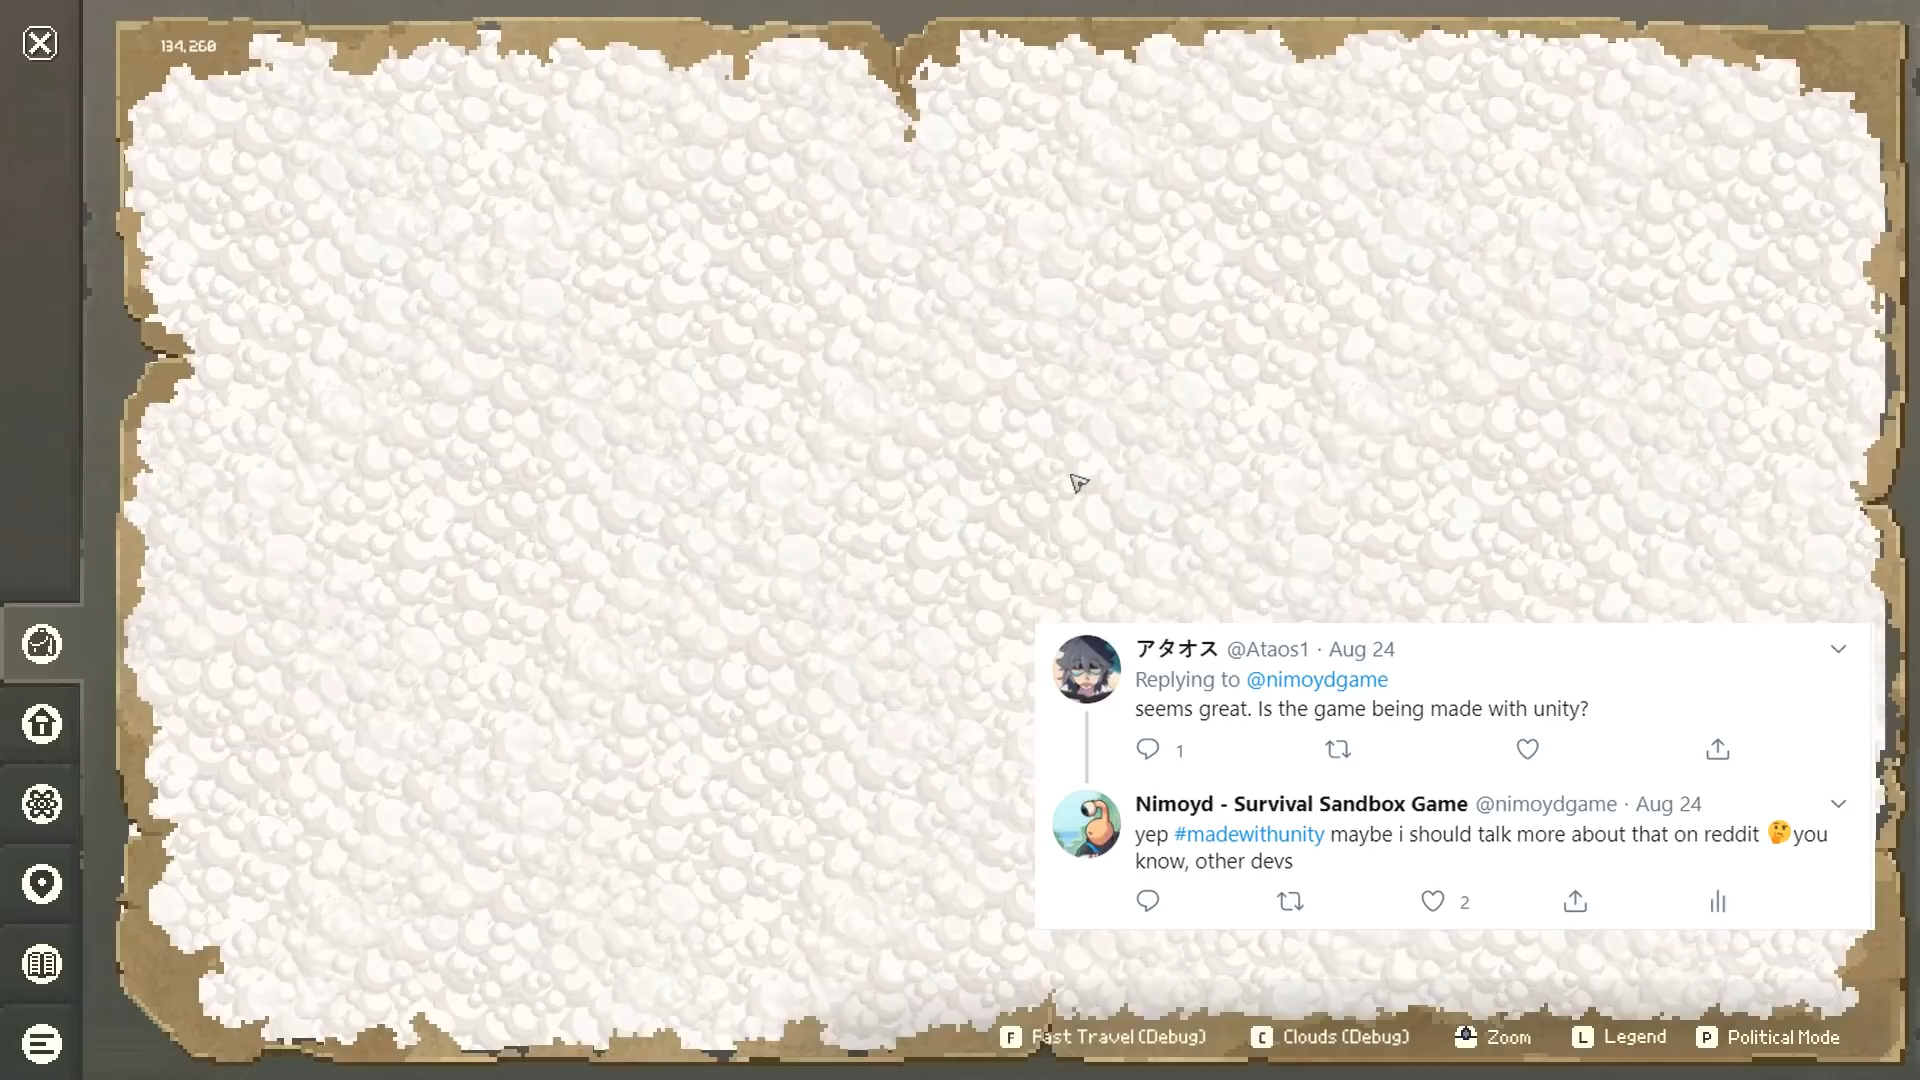 134,260
アタオス @Ataos1 · Aug 24
Replying to @nimoydgame
seems great. Is the game being made with unity?
1
Nimoyd - Survival Sandbox Game @nimoydgame · Aug 24
yep #madewithunity maybe i should talk more about that on reddit 🤔you
know, other devs
2
F Fast Travel (Debug) C Clouds (Debug) Zoom L Legend P Political Mode